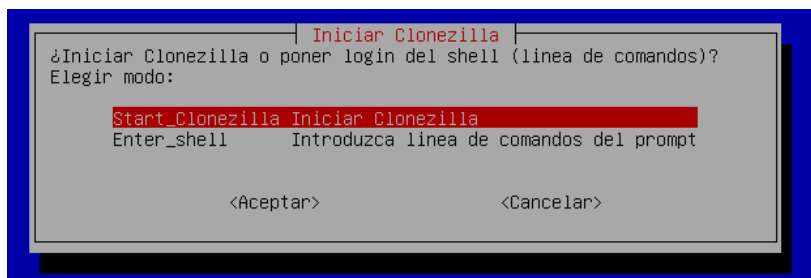 Iniciar Clonezilla
¿Iniciar Clonezilla o poner login del shell (linea de comandos)?
Elegir modo:
Start_Clonezilla Iniciar Clonezilla
Enter_shell Introduzca linea de comandos del prompt
<Aceptar> <Cancelar>